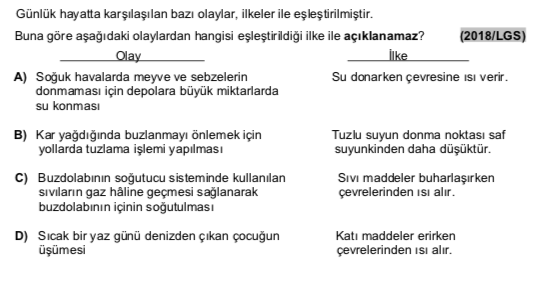 Günlük hayatta karşılaşılan bazı olaylar, ilkeler ile eşleştirilmiştir.
Buna göre aşağıdaki olaylardan hangisi eşleştirildiği ilke ile açıklanamaz? (2018/LGS)
Olay İlke
A) Soğuk havalarda meyve ve sebzelerin Su donarken çevresine ısı verir.
donmaması için depolara büyük miktarlarda
su konması
B) Kar yağdığında buzlanmayı önlemek için Tuzlu suyun donma noktası saf
yollarda tuzlama işlemi yapılması suyunkinden daha düşüktür.
C) Buzdolabının soğutucu sisteminde kullanılan Sıvı maddeler buharlaşırken
sıvıların gaz hâline geçmesi sağlanarak çevrelerinden ısı alır.
buzdolabının içinin soğutulması
D) Sıcak bir yaz günü denizden çıkan çocuğun Katı maddeler erirken
üşümesi çevrelerinden ısı alır.